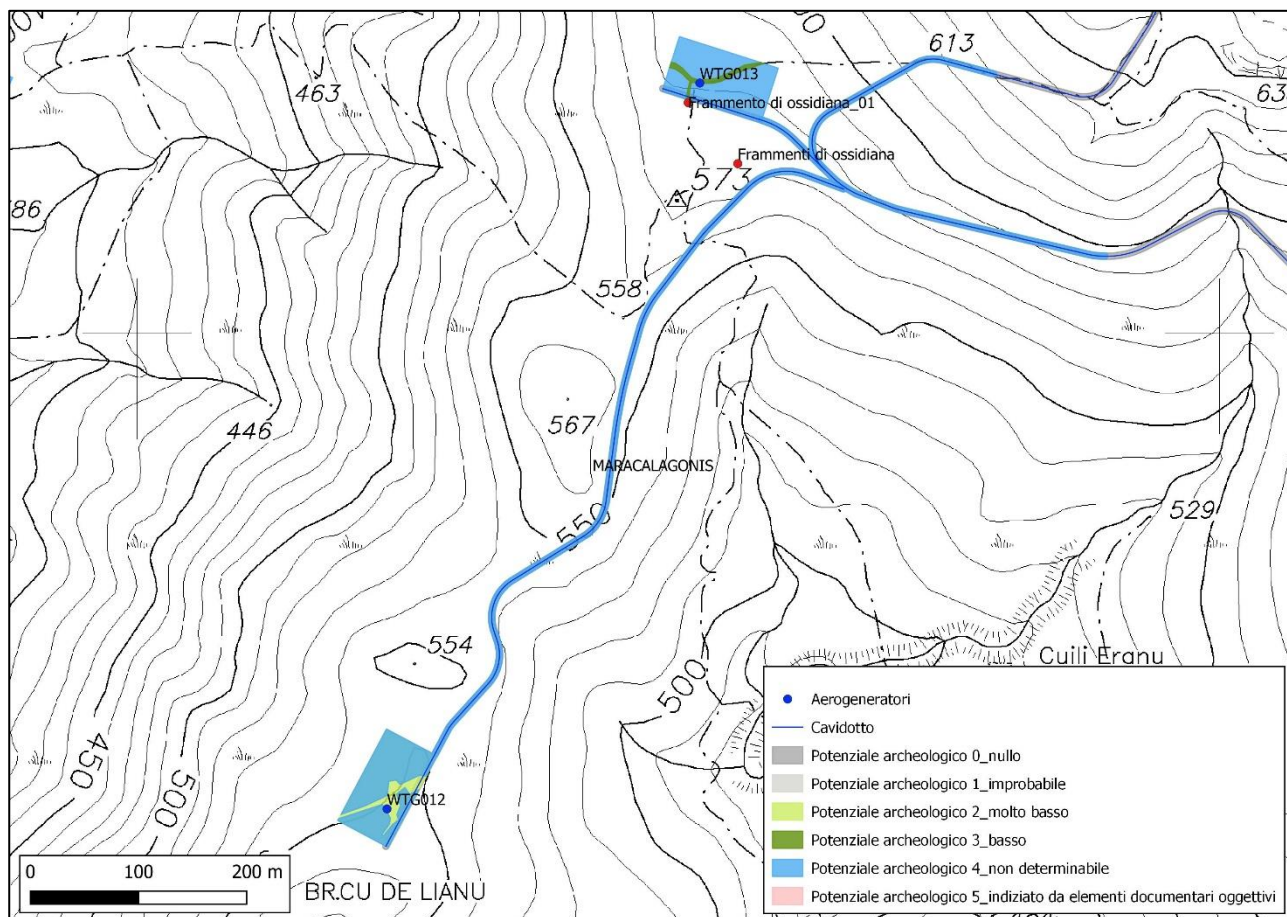 613
463
WTG013
63
Frammento di ossidiana_01
Frammenti di ossidiana
573
86
558
567
446
MARACALAGONIS
550
529
554
500
Cuili Eranu
450
500
WTG012
BR.CU DE LIANU
0 100 200 m
Aerogeneratori
Cavidotto
Potenziale archeologico 0_nullo
Potenziale archeologico 1_improbabile
Potenziale archeologico 2_molto basso
Potenziale archeologico 3_basso
Potenziale archeologico 4_non determinabile
Potenziale archeologico 5_indiziato da elementi documentari oggettivi